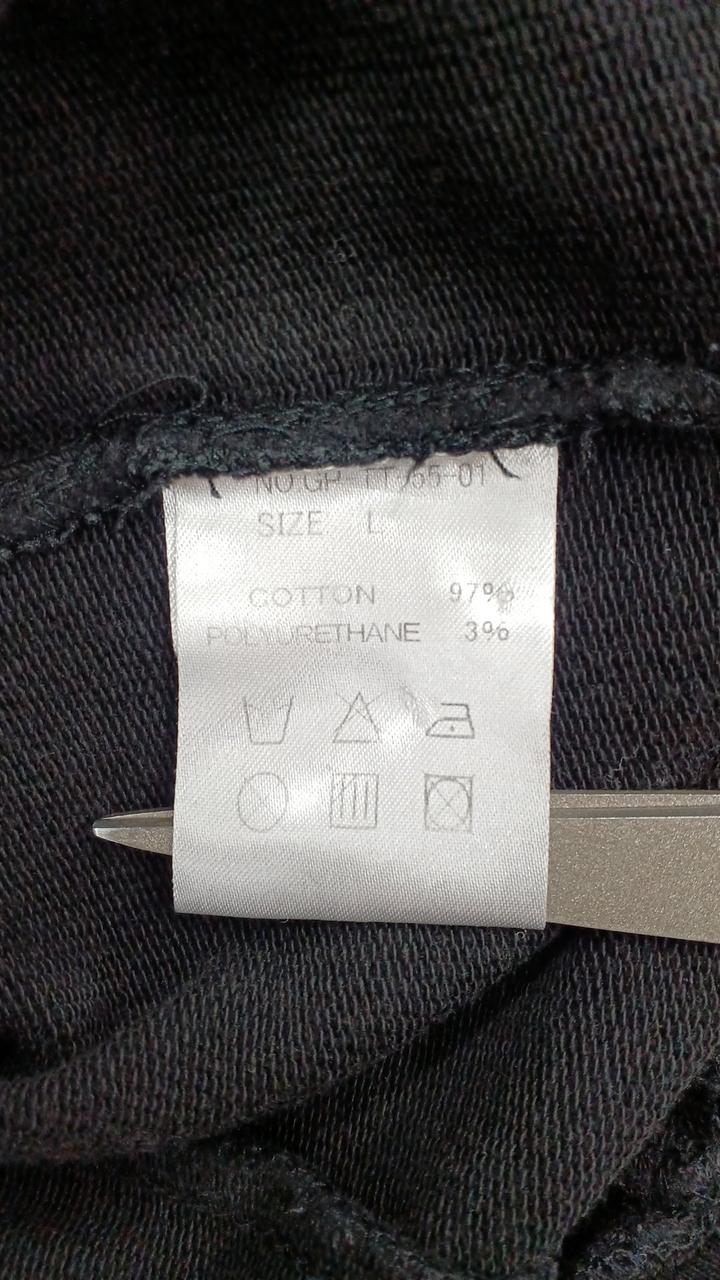 SIZE L
COTTON 97%
POLYURETHANE 3%